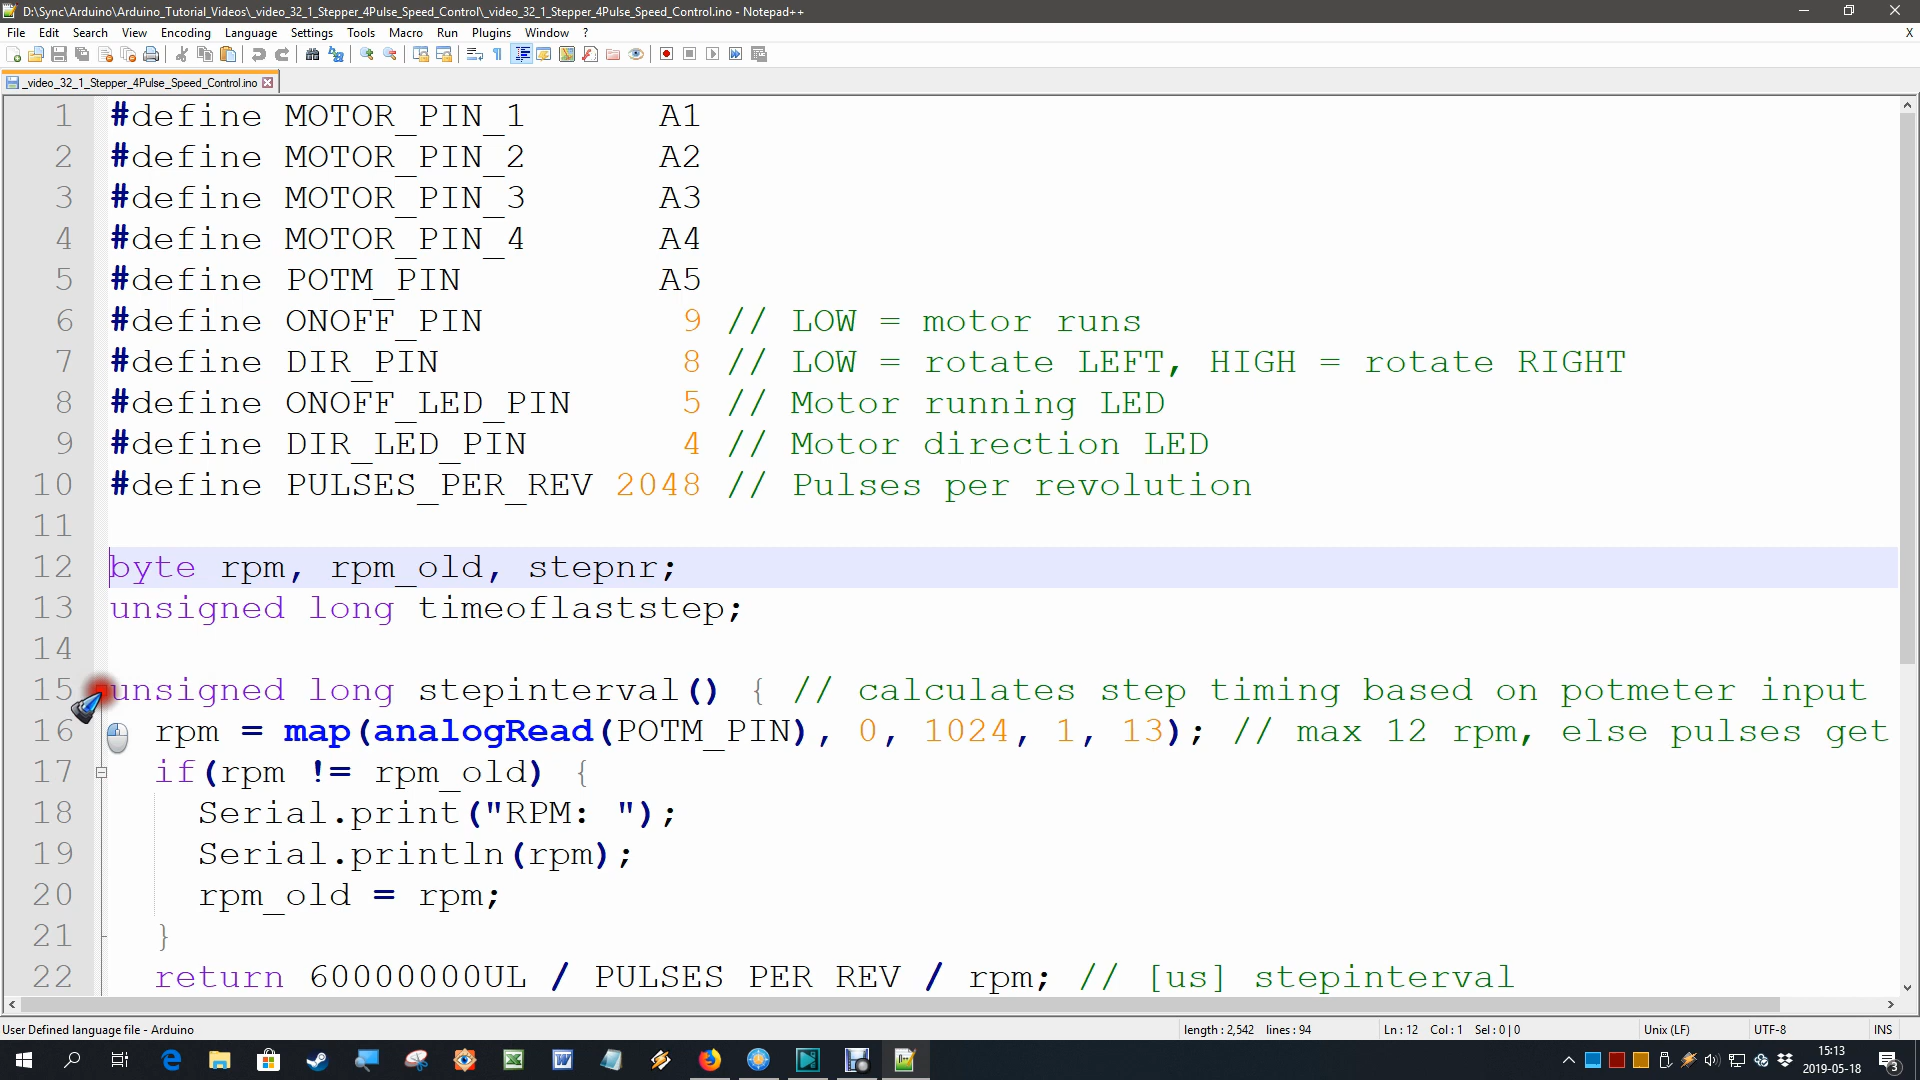 D:\Sync\Arduino\Arduino_Tutorial_Videos\_video_32_1_Stepper_4Pulse_Speed_Control\_video_32_1_Stepper_4Pulse_Speed_Control.ino - Notepad++
File Edit Search View Encoding Language Settings Tools Macro Run Plugins Window ? X
_video_32_1_Stepper_4Pulse_Speed_Control.ino
1 #define MOTOR_PIN_1 A1
2 #define MOTOR_PIN_2 A2
3 #define MOTOR_PIN_3 A3
4 #define MOTOR_PIN_4 A4
5 #define POTM_PIN A5
6 #define ONOFF_PIN 9 // LOW = motor runs
7 #define DIR_PIN 8 // LOW = rotate LEFT, HIGH = rotate RIGHT
8 #define ONOFF_LED_PIN 5 // Motor running LED
9 #define DIR_LED_PIN 4 // Motor direction LED
10 #define PULSES_PER_REV 2048 // Pulses per revolution
11
12 byte rpm, rpm_old, stepnr;
13 unsigned long timeoflaststep;
14
15 unsigned long stepinterval() { // calculates step timing based on potmeter input
16 rpm = map(analogRead(POTM_PIN), 0, 1024, 1, 13); // max 12 rpm, else pulses get
17 if(rpm != rpm_old) {
18 Serial.print("RPM: ");
19 Serial.println(rpm);
20 rpm_old = rpm;
21 }
22 return 60000000UL / PULSES PER REV / rpm; // [us] stepinterval
User Defined language file - Arduino length : 2,542 lines : 94 Ln : 12 Col : 1 Sel : 0 | 0 Unix (LF) UTF-8 INS
15:13
2019-05-18
3